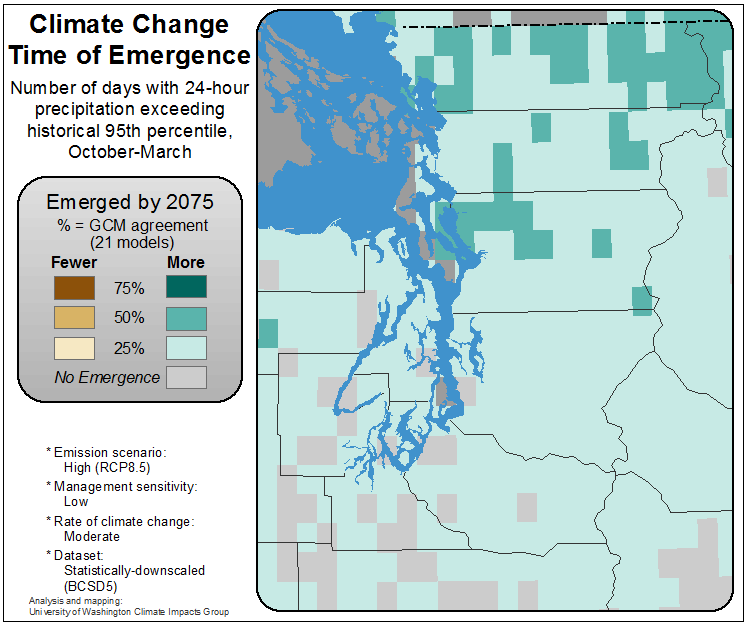 Climate Change
Time of Emergence
Number of days with 24-hour
precipitation exceeding
historical 95th percentile,
October-March
Emerged by 2075
% = GCM agreement
(21 models)
Fewer More
75%
50%
25%
No Emergence
* Emission scenario:
High (RCP8.5)
* Management sensitivity:
Low
* Rate of climate change:
Moderate
* Dataset:
Statistically-downscaled
(BCSD5)
Analysis and mapping:
University of Washington Climate Impacts Group